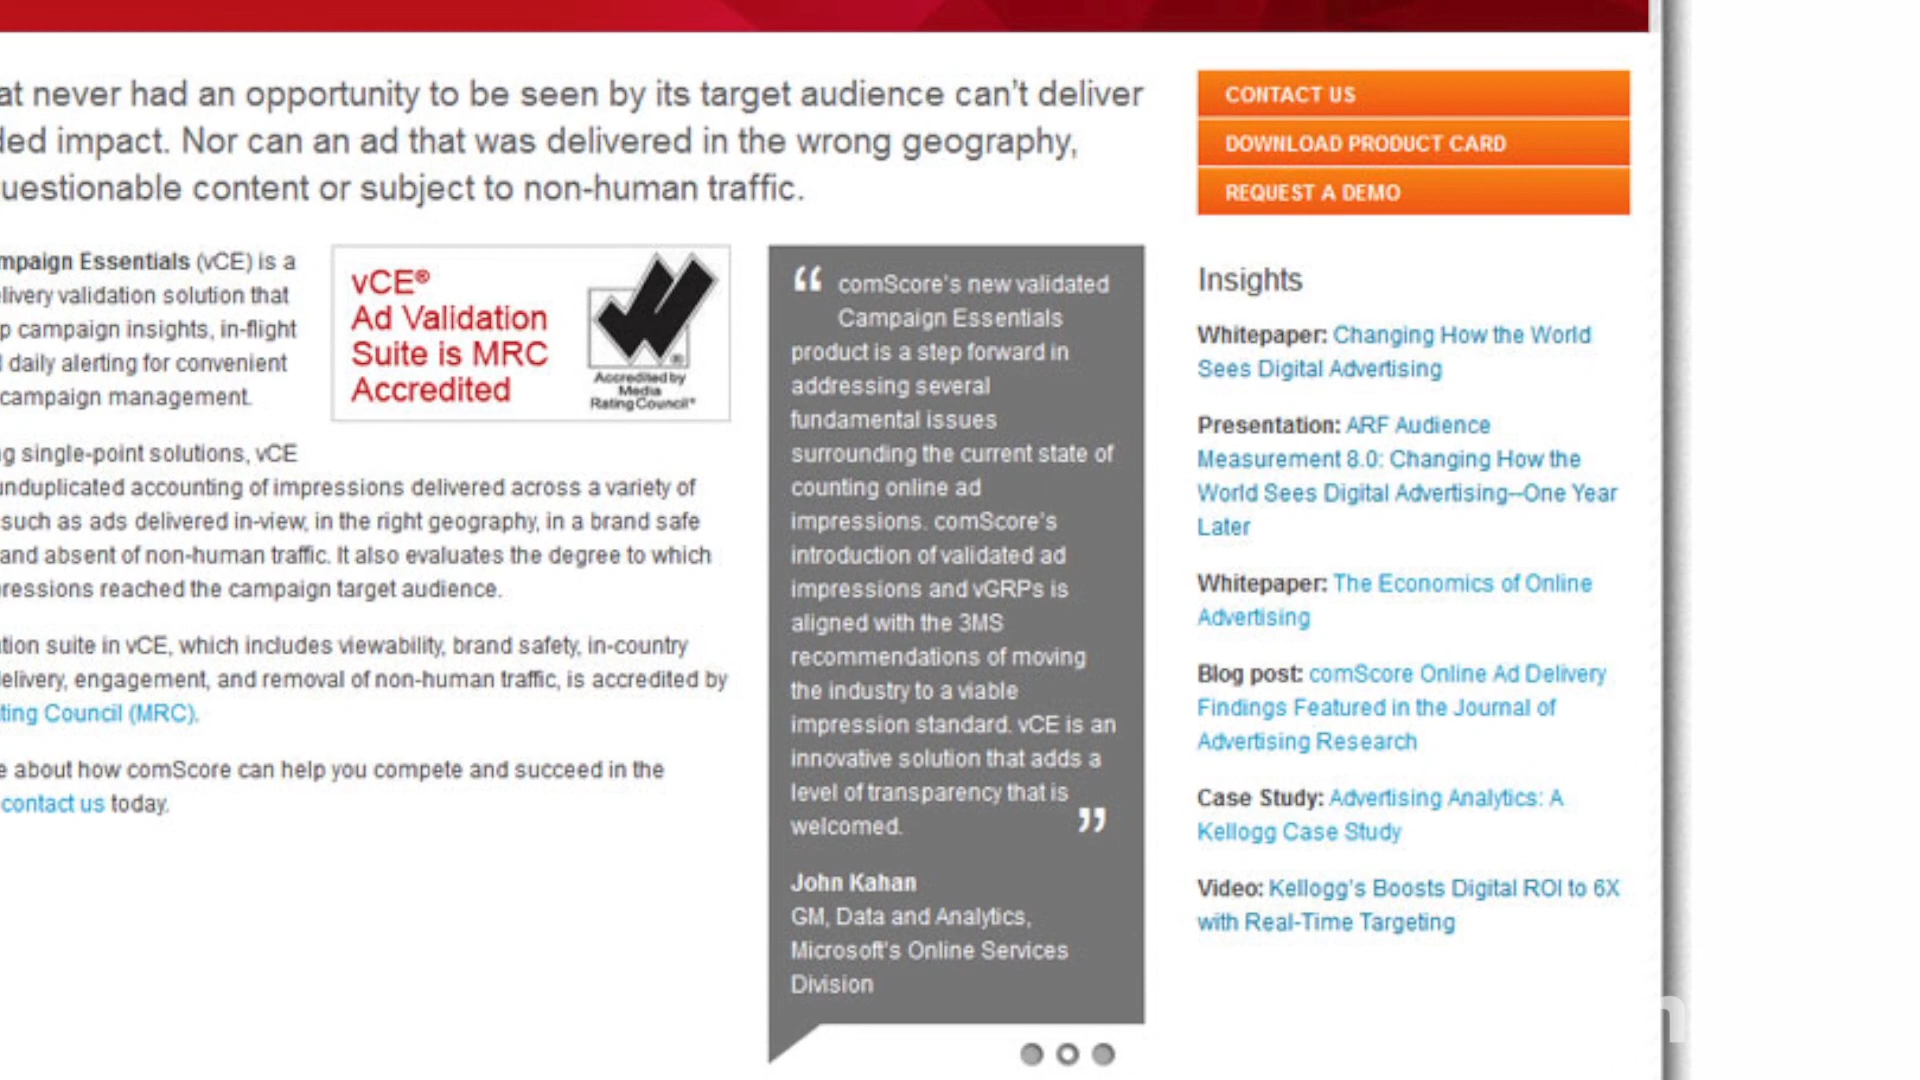 at never had an opportunity to be seen by its target audience can't deliver
ded impact. Nor can an ad that was delivered in the wrong geography,
uestionable content or subject to non-human traffic.
mpaign Essentials (vCE) is a
elivery validation solution that
p campaign insights, in-flight
daily alerting for convenient
campaign management.
vCE®
Ad Validation
Suite is MRC
Accredited
®
Accredited by
Media
Rating Council®
g single-point solutions, vCE
unduplicated accounting of impressions delivered across a variety of
such as ads delivered in-view, in the right geography, in a brand safe
and absent of non-human traffic. It also evaluates the degree to which
ressions reached the campaign target audience.
tion suite in vCE, which includes viewability, brand safety, in-country
elivery, engagement, and removal of non-human traffic, is accredited by
ting Council (MRC).
e about how comScore can help you compete and succeed in the
contact us today.
“ comScore's new validated
Campaign Essentials
product is a step forward in
addressing several
fundamental issues
surrounding the current state of
counting online ad
impressions. comScore's
introduction of validated ad
impressions and vGRPs is
aligned with the 3MS
recommendations of moving
the industry to a viable
impression standard. vCE is an
innovative solution that adds a
level of transparency that is
welcomed. ”
John Kahan
GM, Data and Analytics,
Microsoft's Online Services
Division
CONTACT US
DOWNLOAD PRODUCT CARD
REQUEST A DEMO
Insights
Whitepaper: Changing How the World
Sees Digital Advertising
Presentation: ARF Audience
Measurement 8.0: Changing How the
World Sees Digital Advertising--One Year
Later
Whitepaper: The Economics of Online
Advertising
Blog post: comScore Online Ad Delivery
Findings Featured in the Journal of
Advertising Research
Case Study: Advertising Analytics: A
Kellogg Case Study
Video: Kellogg's Boosts Digital ROI to 6X
with Real-Time Targeting